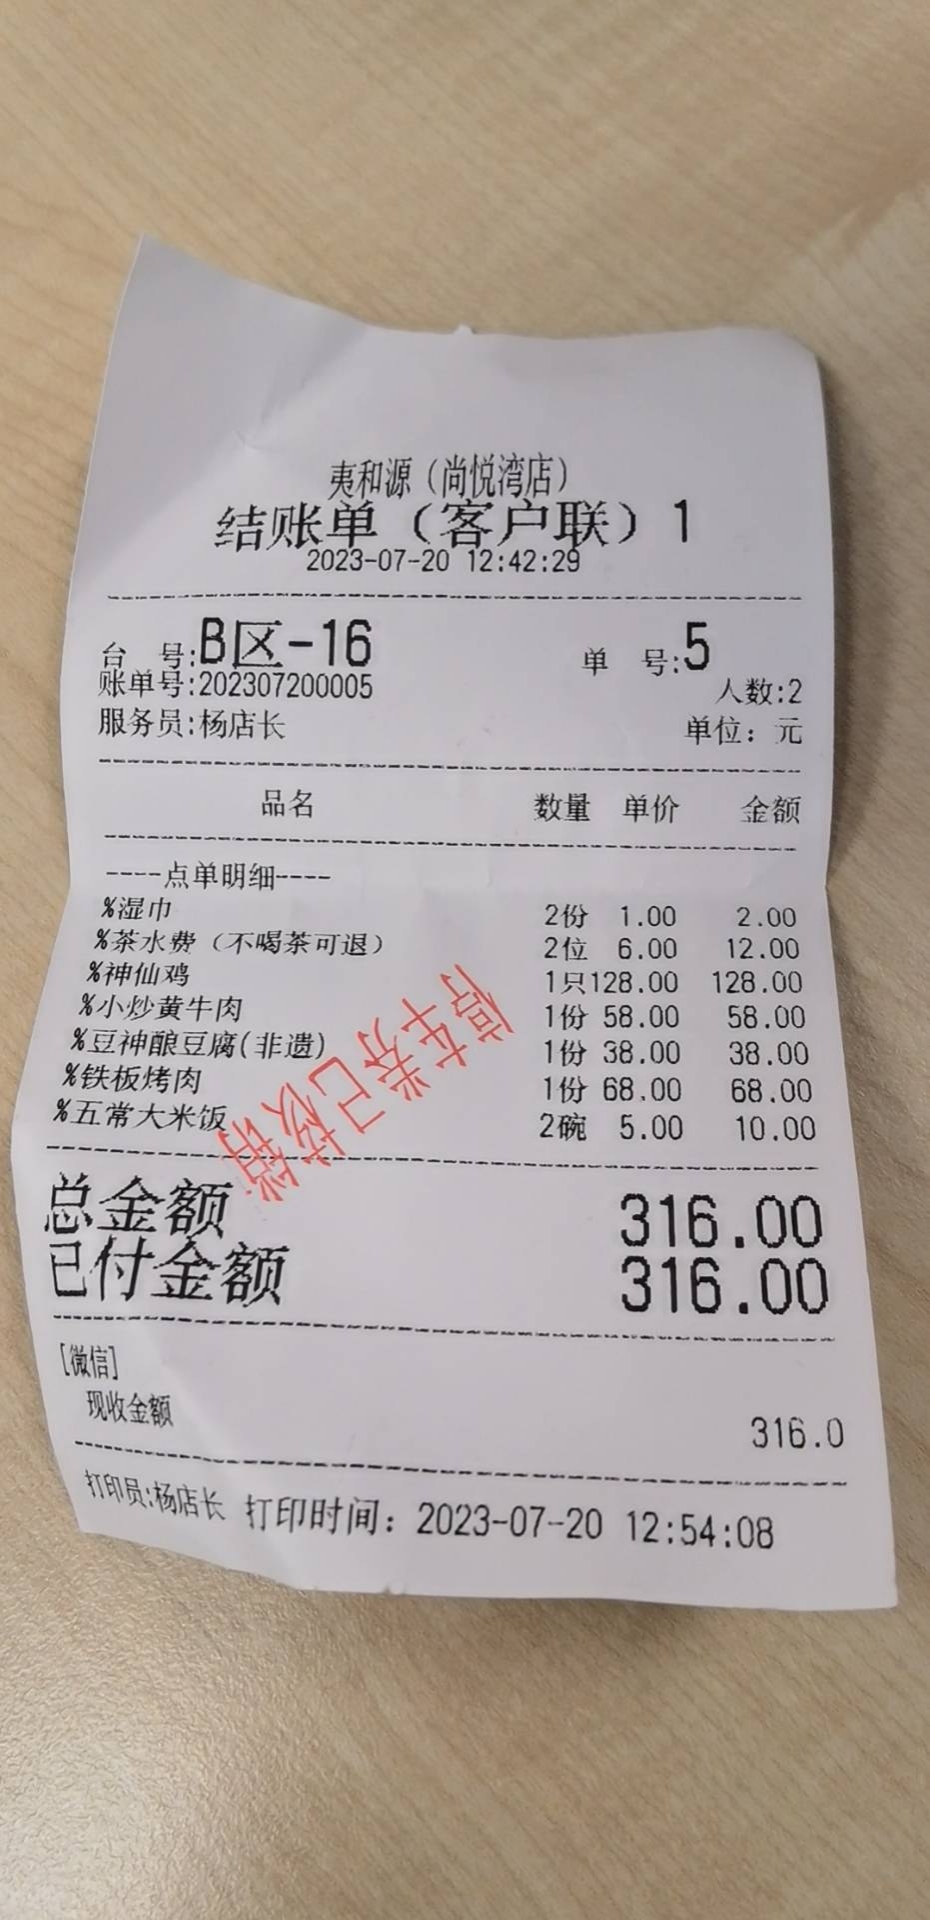 夷和源（尚悦湾店）
结账单（客户联）1
2023-07-20 12:42:29
台 号:B区-16 单 号:5
账单号:202307200005 人数:2
服务员:杨店长 单位：元
品名 数量 单价 金额
----点单明细----
%湿巾 2份 1.00 2.00
%茶水费（不喝茶可退） 2位 6.00 12.00
%神仙鸡 1只128.00 128.00
%小炒黄牛肉 1份 58.00 58.00
%豆神酿豆腐(非遗) 1份 38.00 38.00
%铁板烤肉 1份 68.00 68.00
%五常大米饭 2碗 5.00 10.00
停车券已核销
总金额 316.00
已付金额 316.00
[微信]
现收金额 316.0
打印员:杨店长 打印时间：2023-07-20 12:54:08